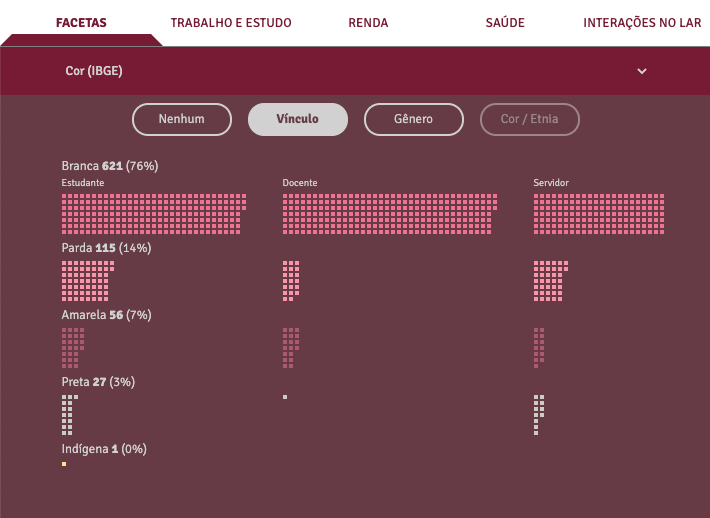 FACETAS TRABALHO E ESTUDO RENDA SAÚDE INTERAÇÕES NO LAR
Cor (IBGE)
Nenhum Vínculo Gênero Cor / Etnia
Branca 621 (76%)
Estudante Docente Servidor
Parda 115 (14%)
Amarela 56 (7%)
Preta 27 (3%)
Indígena 1 (0%)